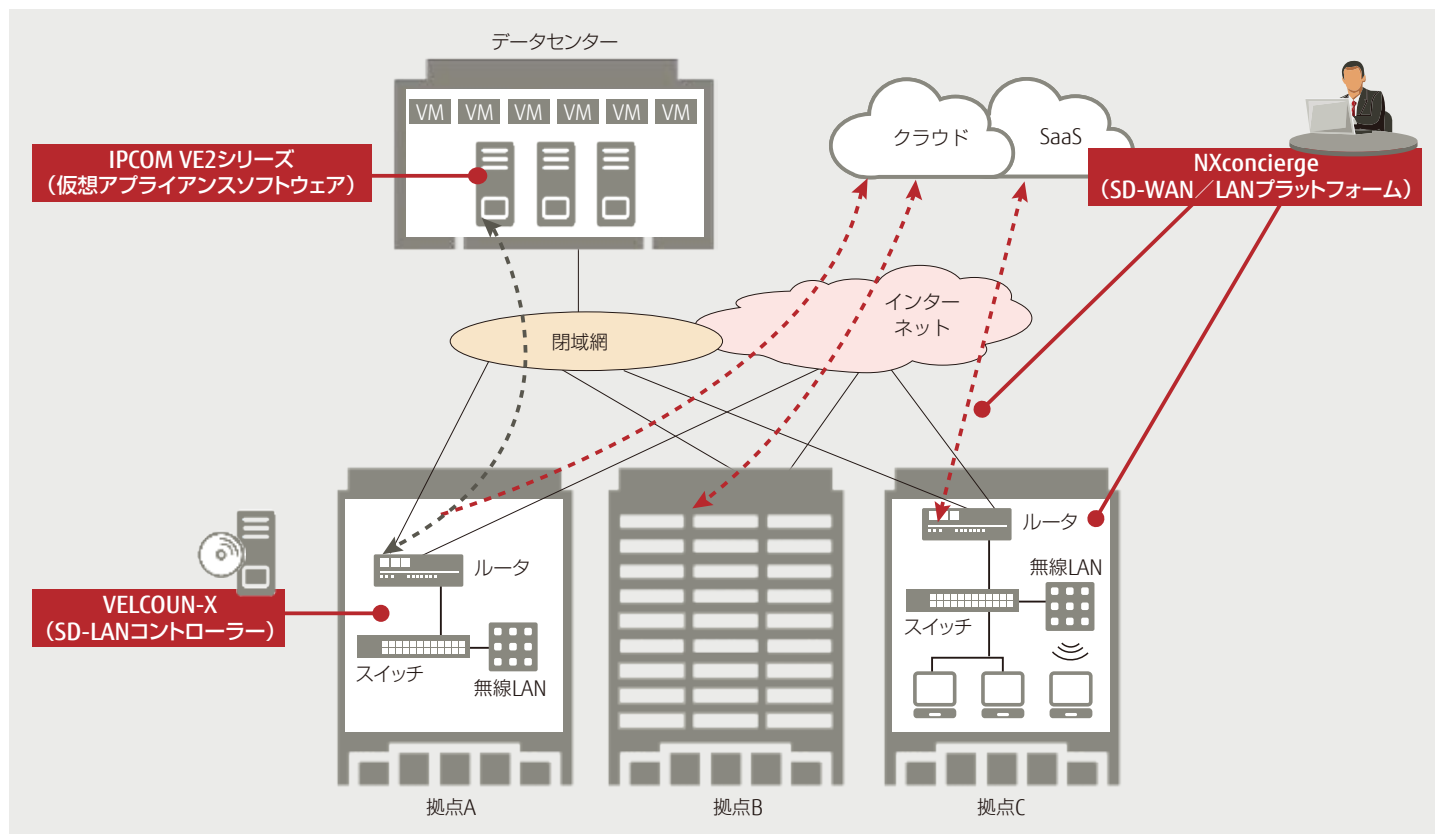 データセンター
VM VM VM VM VM VM
クラウド
SaaS
IPCOM VE2シリーズ
（仮想アプライアンスソフトウェア）
NXconcierge
（SD-WAN／LANプラットフォーム）
閉域網
インター
ネット
ルータ
スイッチ
無線LAN
VELCOUN-X
（SD-LANコントローラー）
ルータ
無線LAN
スイッチ
拠点A
拠点B
拠点C